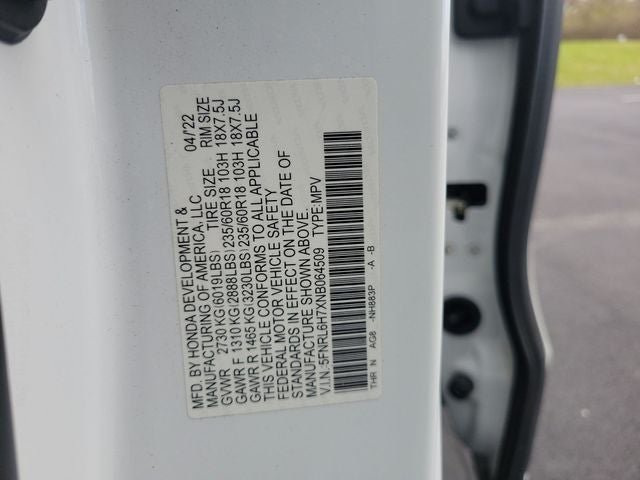 MFD. BY HONDA DEVELOPMENT & 04/'22
MANUFACTURING OF AMERICA, LLC
TIRE SIZE RIM SIZE
GVWR 2730 KG(6019LBS)
GAWR F 1310 KG(2888LBS)235/60R18 103H 18X7.5J
GAWR R 1465 KG(3230LBS)235/60R18 103H 18X7.5J
THIS VEHICLE CONFORMS TO ALL APPLICABLE
FEDERAL MOTOR VEHICLE SAFETY
STANDARDS IN EFFECT ON THE DATE OF
MANUFACTURE SHOWN ABOVE.
V.I.N.:5FNRL6H7XNB064509 TYPE:MPV
THR N AG8 -NH883P -A -B